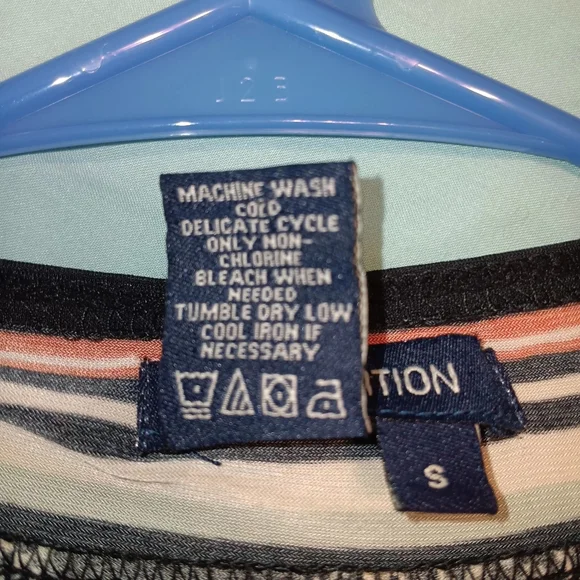 123
MACHINE WASH
COLD
DELICATE CYCLE
ONLY NON-
CHLORINE
BLEACH WHEN
NEEDED
TUMBLE DRY LOW
COOL IRON IF
NECESSARY
TION
S